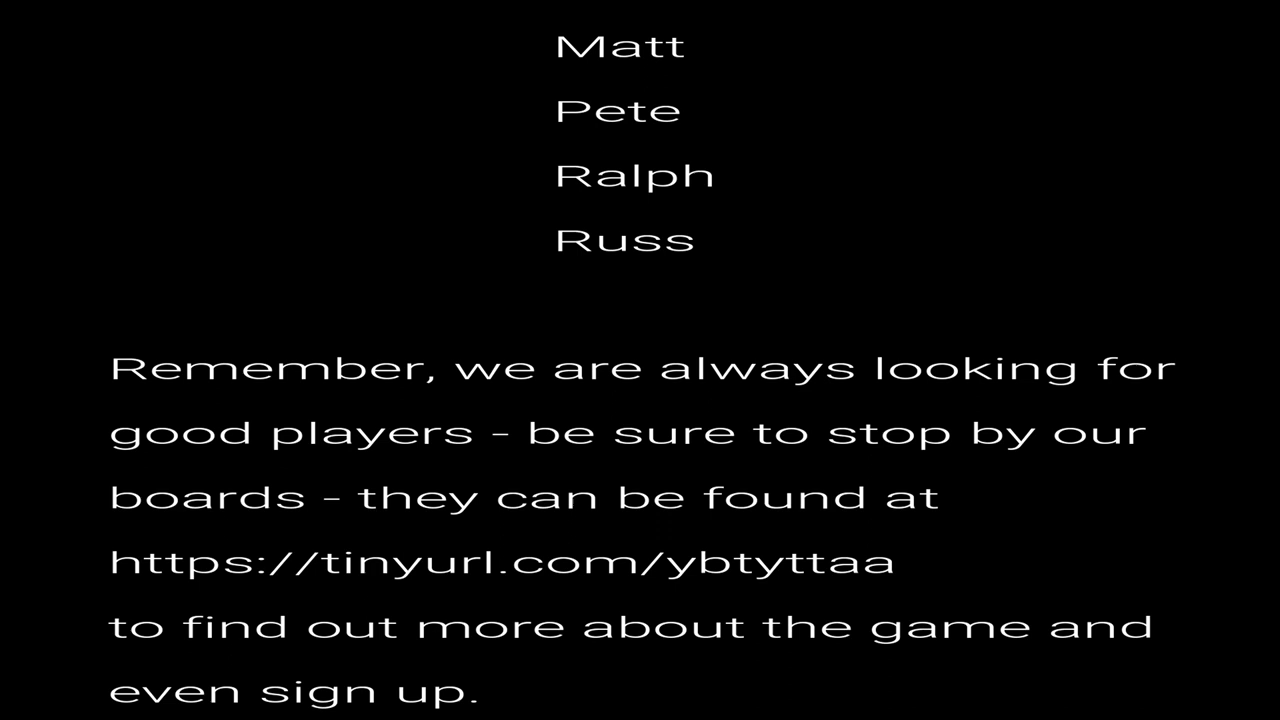 Matt
Pete
Ralph
Russ
Remember, we are always looking for
good players - be sure to stop by our
boards - they can be found at
https://tinyurl.com/ybtyttaa
to find out more about the game and
even sign up.